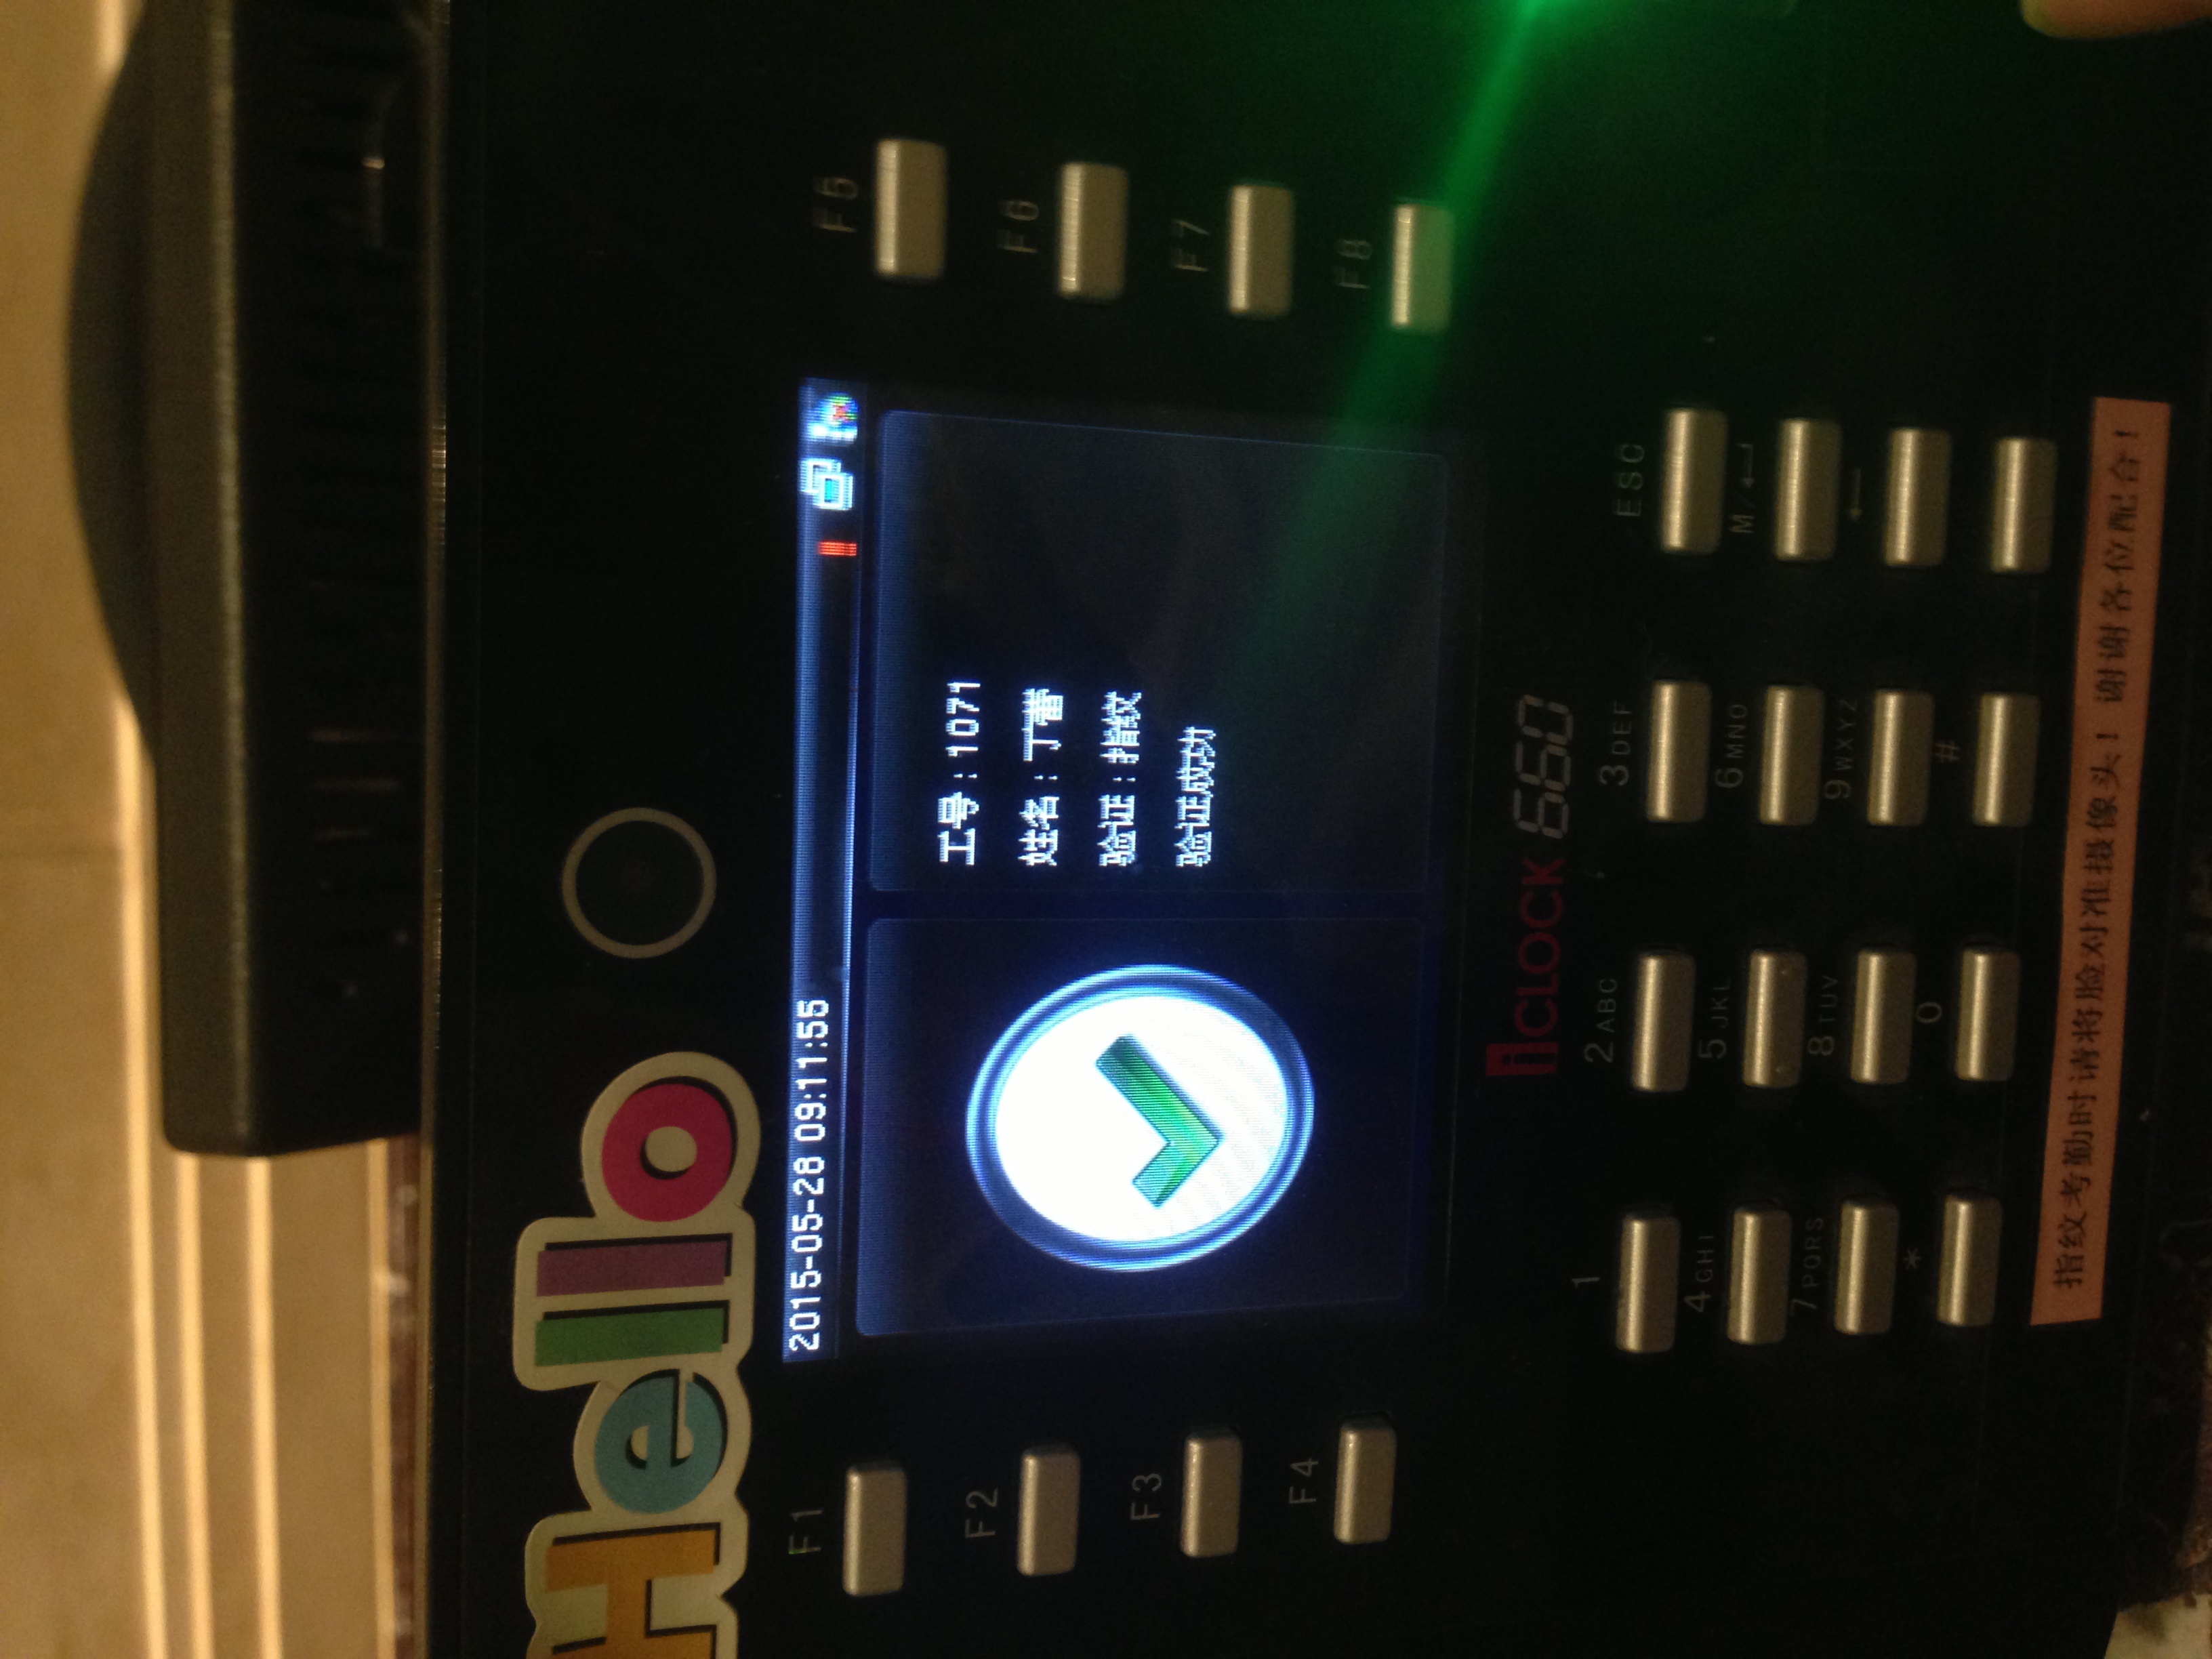 Hello
2015-05-28 09:11:55
工号：1071
姓名：丁蕾
验证：指纹
验证成功
F1
F2
F3
F4
F5
F6
F7
F8
iCLOCK 660
1
2 ABC
3 DEF
ESC
4 GHI
5 JKL
6 MNO
M/↵
7 PQRS
8 TUV
9 WXYZ
←
*
0
#
指纹考勤时请将脸对准摄像头！谢谢各位配合！